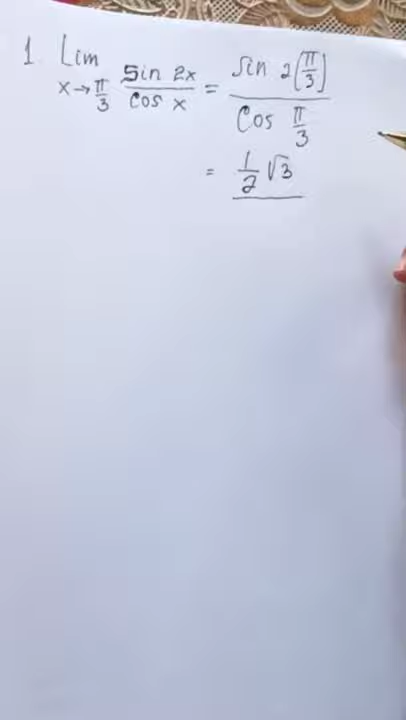 1. Lim x→π/3 Sin 2x / Cos x = Sin 2(π/3) / Cos π/3
= 1/2 √3